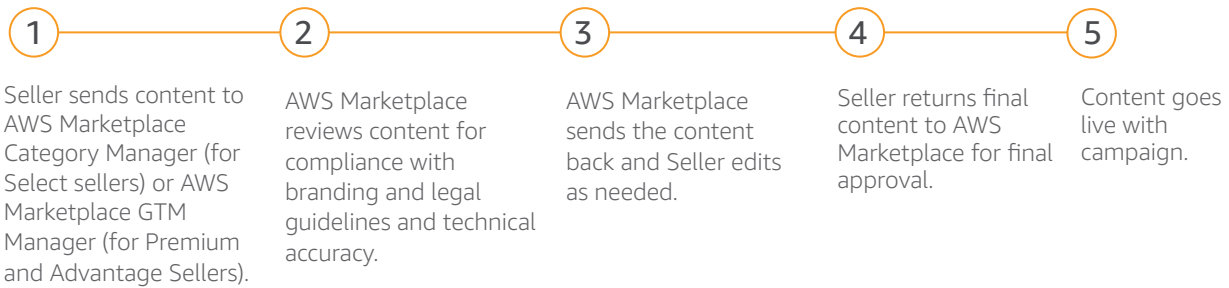 1
2
3
4
5
Seller sends content to
AWS Marketplace
Category Manager (for
Select sellers) or AWS
Marketplace GTM
Manager (for Premium
and Advantage Sellers).
AWS Marketplace
reviews content for
compliance with
branding and legal
guidelines and technical
accuracy.
AWS Marketplace
sends the content
back and Seller edits
as needed.
Seller returns final
content to AWS
Marketplace for final
approval.
Content goes
live with
campaign.